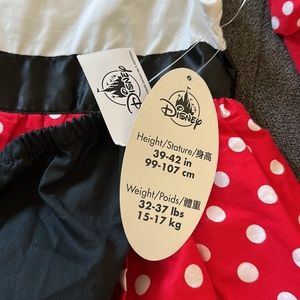 DISNEY
DISNEY
Height/Stature/身高
39-42 in
99-107 cm
Weight/Poids/體重
32-37 lbs
15-17 kg